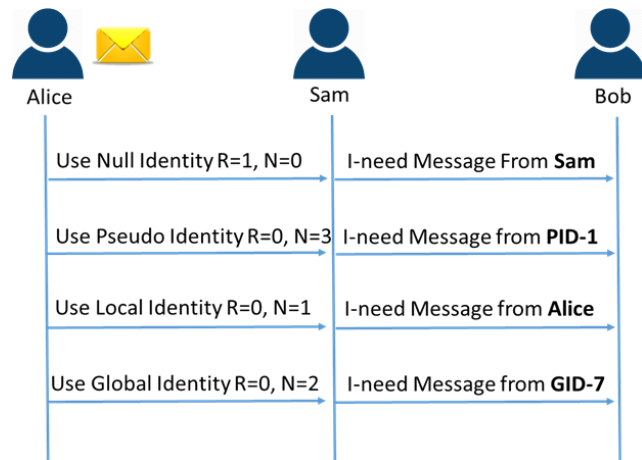 Alice Sam Bob
Use Null Identity R=1, N=0 I-need Message From Sam
Use Pseudo Identity R=0, N=3 I-need Message from PID-1
Use Local Identity R=0, N=1 I-need Message from Alice
Use Global Identity R=0, N=2 I-need Message from GID-7